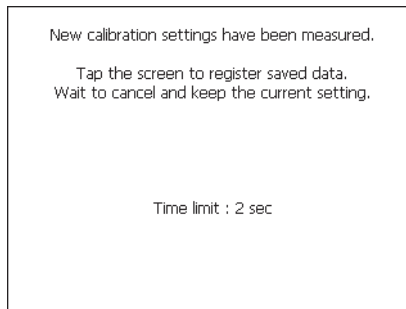 New calibration settings have been measured.
Tap the screen to register saved data.
Wait to cancel and keep the current setting.
Time limit : 2 sec